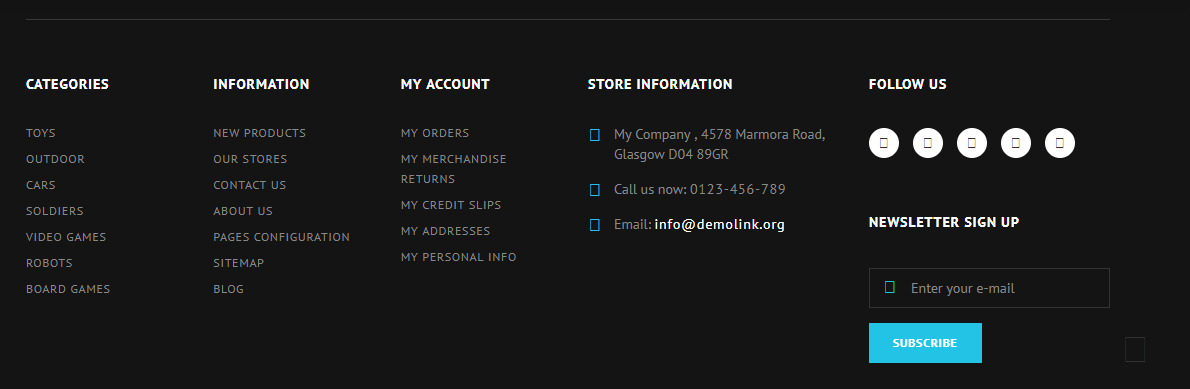 CATEGORIES
TOYS
OUTDOOR
CARS
SOLDIERS
VIDEO GAMES
ROBOTS
BOARD GAMES
INFORMATION
NEW PRODUCTS
OUR STORES
CONTACT US
ABOUT US
PAGES CONFIGURATION
SITEMAP
BLOG
MY ACCOUNT
MY ORDERS
MY MERCHANDISE
RETURNS
MY CREDIT SLIPS
MY ADDRESSES
MY PERSONAL INFO
STORE INFORMATION
My Company , 4578 Marmora Road,
Glasgow D04 89GR
Call us now: 0123-456-789
Email: info@demolink.org
FOLLOW US
NEWSLETTER SIGN UP
Enter your e-mail
SUBSCRIBE